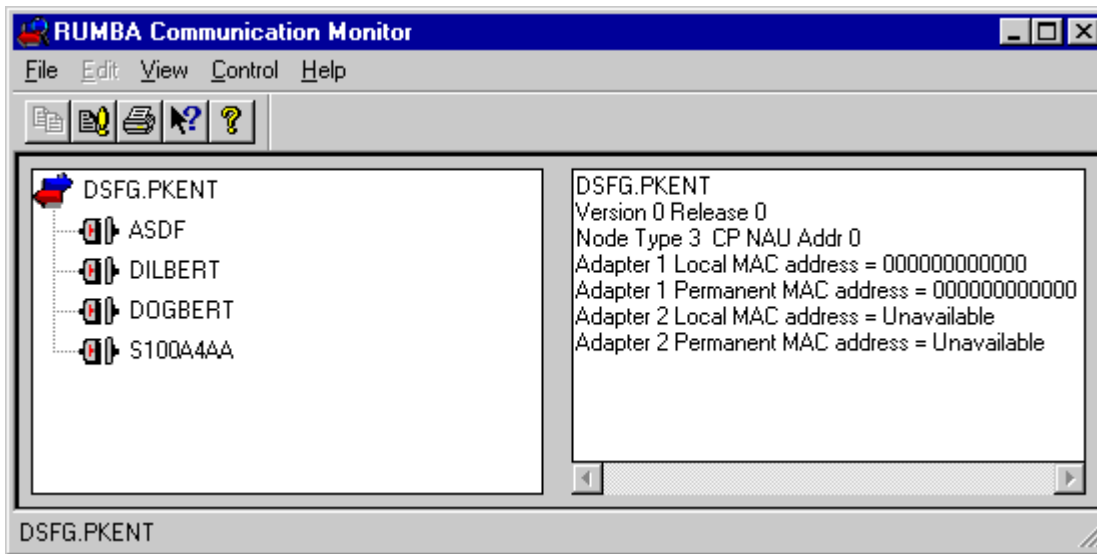 RUMBA Communication Monitor
File Edit View Control Help
DSFG.PKENT
ASDF
DILBERT
DOGBERT
S100A4AA
DSFG.PKENT
Version 0 Release 0
Node Type 3 CP NAU Addr 0
Adapter 1 Local MAC address = 000000000000
Adapter 1 Permanent MAC address = 000000000000
Adapter 2 Local MAC address = Unavailable
Adapter 2 Permanent MAC address = Unavailable
DSFG.PKENT